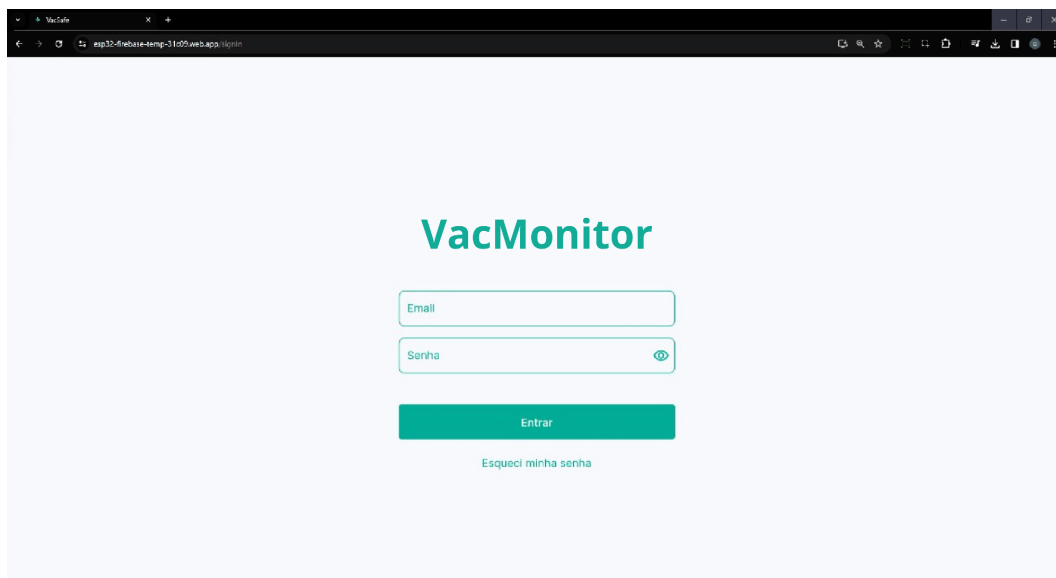 VacSafe
esp32-firebase-temp-31c09.web.app/signin
VacMonitor
Email
Senha
Entrar
Esqueci minha senha